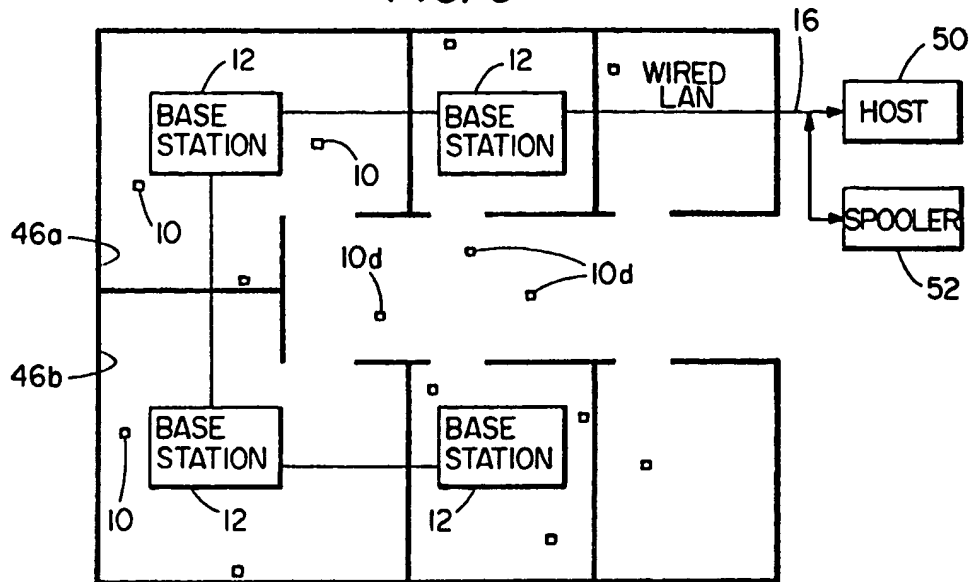 16
50
12
12
WIRED
LAN
BASE
STATION
BASE
STATION
HOST
10
10
SPOOLER
46a
10d
10d
52
46b
BASE
STATION
BASE
STATION
10
12
12